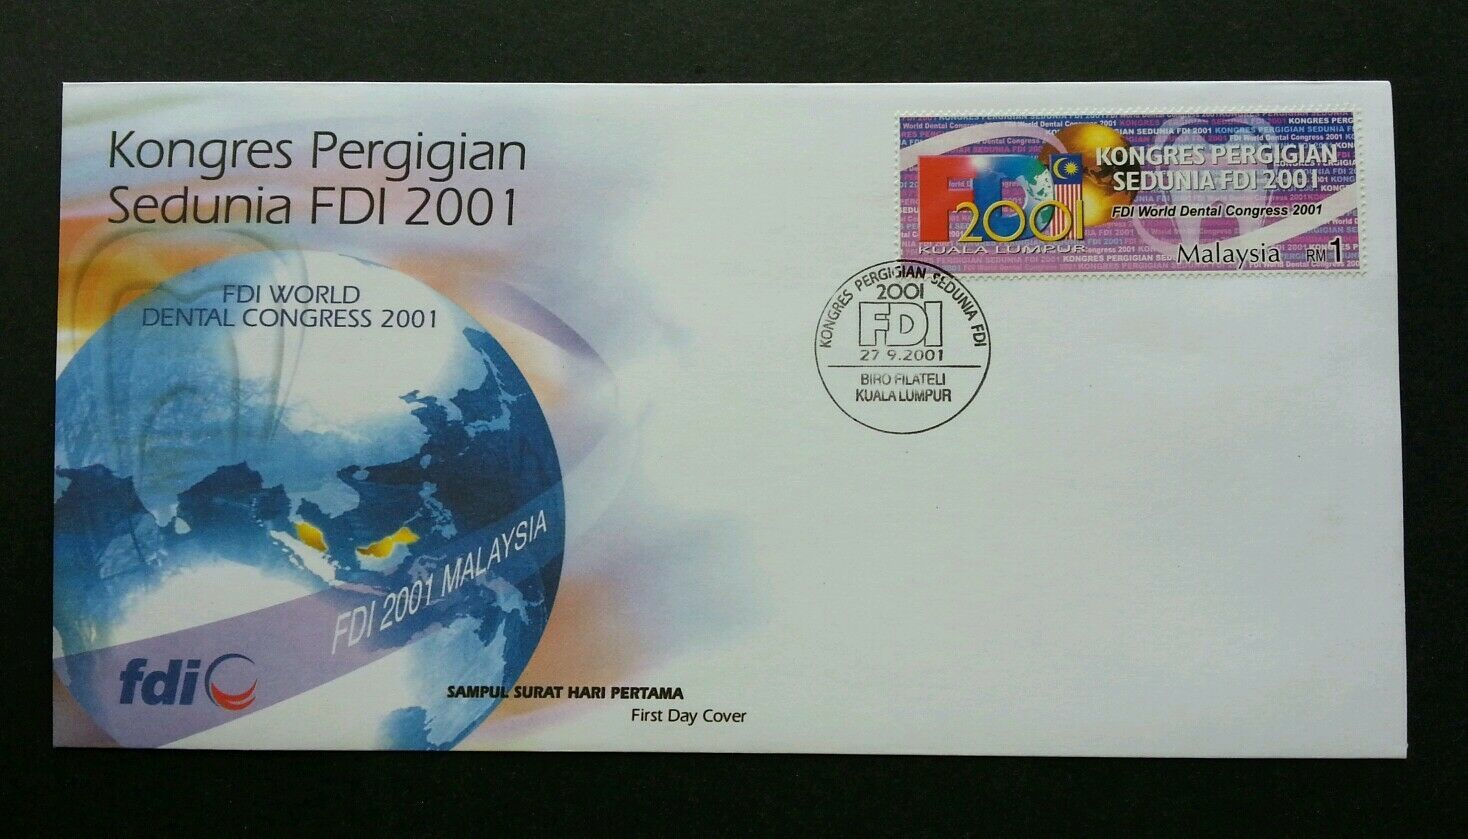 Kongres Pergigian
Sedunia FDI 2001
FDI WORLD
DENTAL CONGRESS 2001
FDI 2001 MALAYSIA
fdi
SAMPUL SURAT HARI PERTAMA
First Day Cover
FDI
2001
KUALA LUMPUR
KONGRES PERGIGIAN
SEDUNIA FDI 2001
FDI World Dental Congress 2001
Malaysia RM1
KONGRES PERGIGIAN SEDUNIA FDI
2001
FDI
27 9.2001
BIRO FILATELI
KUALA LUMPUR